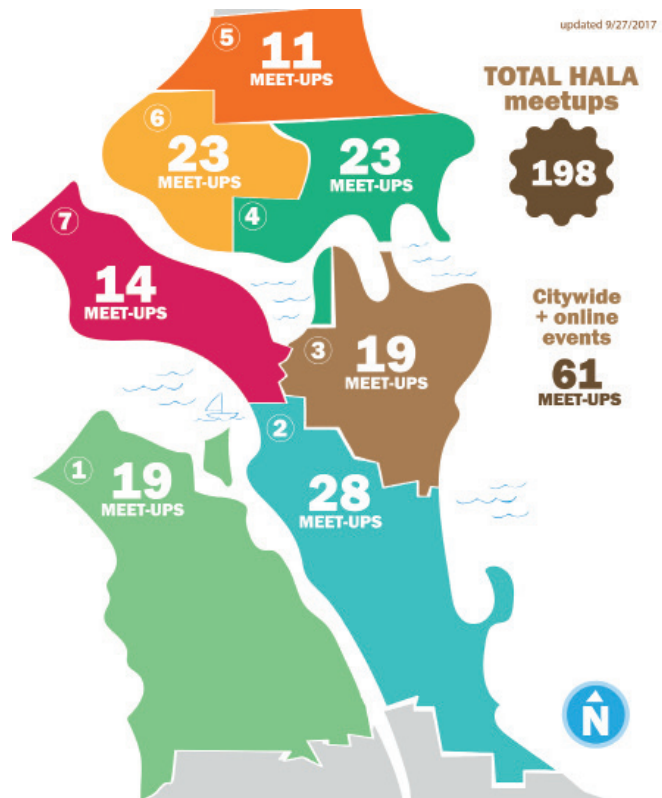 updated 9/27/2017
5
11
MEET-UPS
TOTAL HALA
meetups
198
6
23
MEET-UPS
23
MEET-UPS
4
7
14
MEET-UPS
Citywide
+ online
events
61
MEET-UPS
3
19
MEET-UPS
2
28
MEET-UPS
1
19
MEET-UPS
N